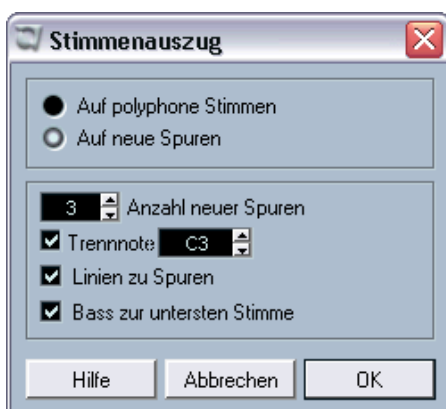 Stimmenauszug
Auf polyphone Stimmen
Auf neue Spuren
3 Anzahl neuer Spuren
Trennnote C3
Linien zu Spuren
Bass zur untersten Stimme
Hilfe Abbrechen OK